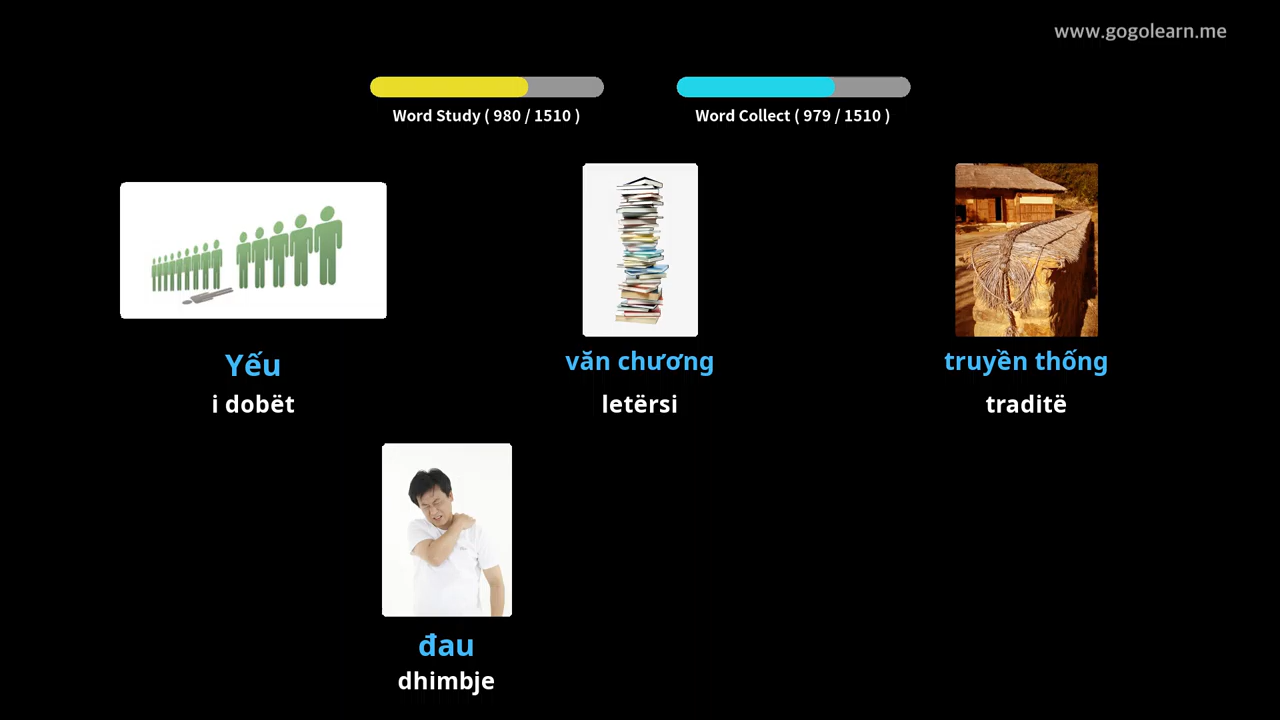 www.gogolearn.me
Word Study ( 980 / 1510 )
Word Collect ( 979 / 1510 )
Yếu
i dobët
văn chương
letërsi
truyền thống
traditë
đau
dhimbje